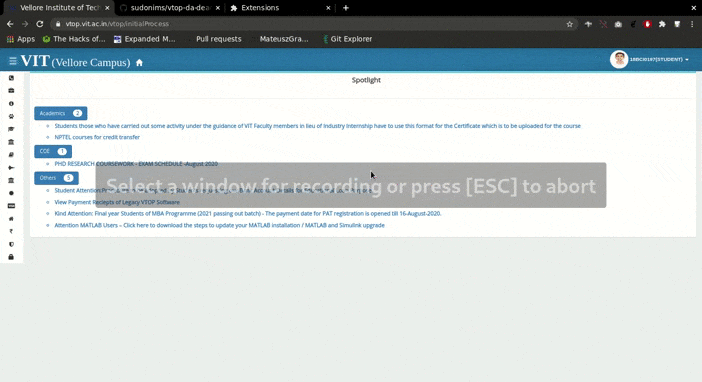 Vellore Institute of Tech
sudonims/vtop-da-dea
Extensions
vtop.vit.ac.in/vtop/initialProcess
Apps
The Hacks of...
Expanded M...
Pull requests
MateuszGra...
Git Explorer
VIT (Vellore Campus)
(STUDENT)
Spotlight
Academics 2
Students those who have carried out some activity under the guidance of VIT Faculty members in lieu of Industry Internship have to use this format for the Certificate which is to be uploaded for the course
NPTEL courses for credit transfer
COE 1
PHD RESEARCH COURSEWORK - EXAM SCHEDULE -August 2020
Select a window for recording or press [ESC] to abort
Others 5
Student Attention
View Payment Receipts of Legacy VTOP Software
Kind Attention: Final year Students of MBA Programme (2021 passing out batch) - The payment date for PAT registration is opened till 16-August-2020.
Attention MATLAB Users – Click here to download the steps to update your MATLAB installation / MATLAB and Simulink upgrade